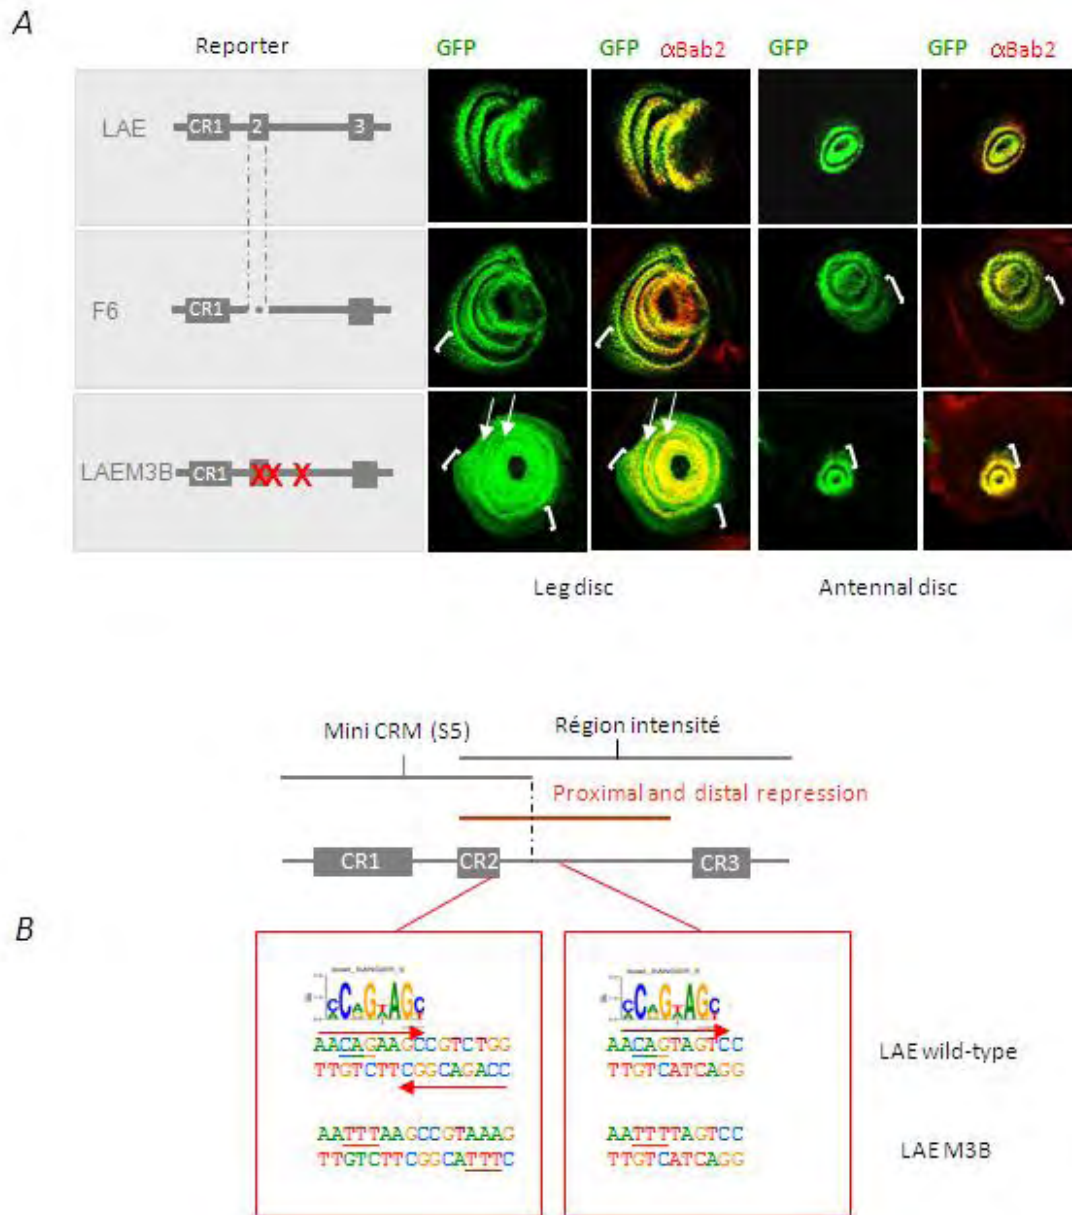 A
Reporter
GFP
GFP αBab2
GFP
GFP αBab2
LAE
CR1 2 3
F6
CR1
LAEM3B
CR1 XX X
Leg disc
Antennal disc
Mini CRM (S5)
Région intensité
Proximal and distal repression
CR1 CR2 CR3
B
AACAGAAGCCGTCTGG
TTGTCTTCGGCAGACC
AATTTAAGCCGTAAAG
TTGTCTTCGGCATTTC
AACAGTAGTCC
TTGTCATCAGG
AATTTTAGTCC
TTGTCATCAGG
LAE wild-type
LAE M3B